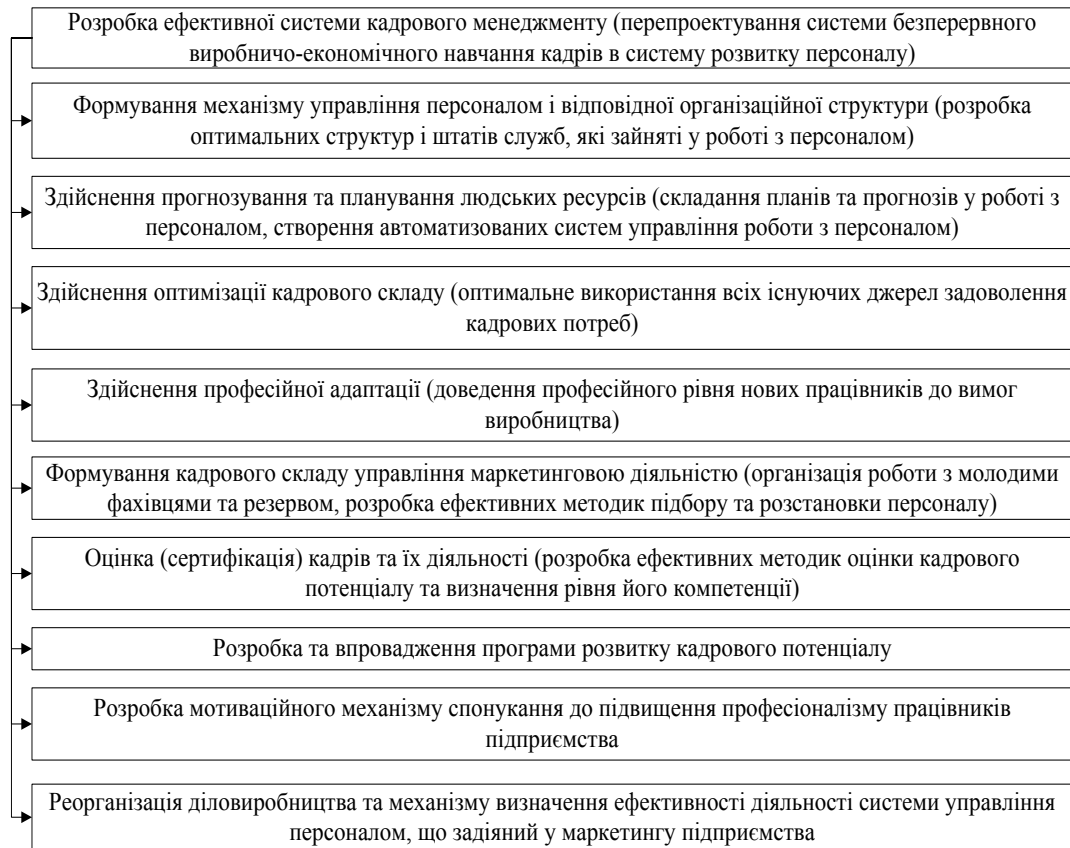 Розробка ефективної системи кадрового менеджменту (перепроектування системи безперервного
виробничо-економічного навчання кадрів в систему розвитку персоналу)
Формування механізму управління персоналом і відповідної організаційної структури (розробка
оптимальних структур і штатів служб, які зайняті у роботі з персоналом)
Здійснення прогнозування та планування людських ресурсів (складання планів та прогнозів у роботі з
персоналом, створення автоматизованих систем управління роботи з персоналом)
Здійснення оптимізації кадрового складу (оптимальне використання всіх існуючих джерел задоволення
кадрових потреб)
Здійснення професійної адаптації (доведення професійного рівня нових працівників до вимог
виробництва)
Формування кадрового складу управління маркетинговою діяльністю (організація роботи з молодими
фахівцями та резервом, розробка ефективних методик підбору та розстановки персоналу)
Оцінка (сертифікація) кадрів та їх діяльності (розробка ефективних методик оцінки кадрового
потенціалу та визначення рівня його компетенції)
Розробка та впровадження програми розвитку кадрового потенціалу
Розробка мотиваційного механізму спонукання до підвищення професіоналізму працівників
підприємства
Реорганізація діловиробництва та механізму визначення ефективності діяльності системи управління
персоналом, що задіяний у маркетингу підприємства